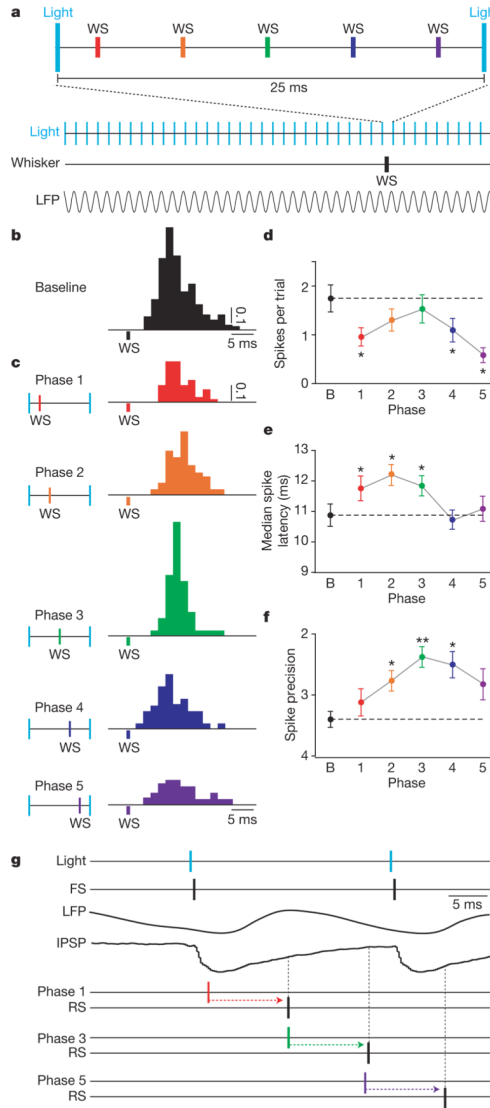 a
Light WS WS WS WS WS Light
25 ms
Light
Whisker
WS
LFP
b
Baseline
0.1
WS
5 ms
c
Phase 1
WS
0.1
WS
Phase 2
WS
WS
Phase 3
WS
WS
Phase 4
WS
WS
Phase 5
WS
WS
5 ms
d
Spikes per trial
2
1
0
* * *
B 1 2 3 4 5
Phase
e
Median spike
latency (ms)
13
12
11
10
9
* * *
B 1 2 3 4 5
Phase
f
Spike precision
2
3
4
* ** *
B 1 2 3 4 5
Phase
g
Light
FS
5 ms
LFP
IPSP
Phase 1
RS
Phase 3
RS
Phase 5
RS